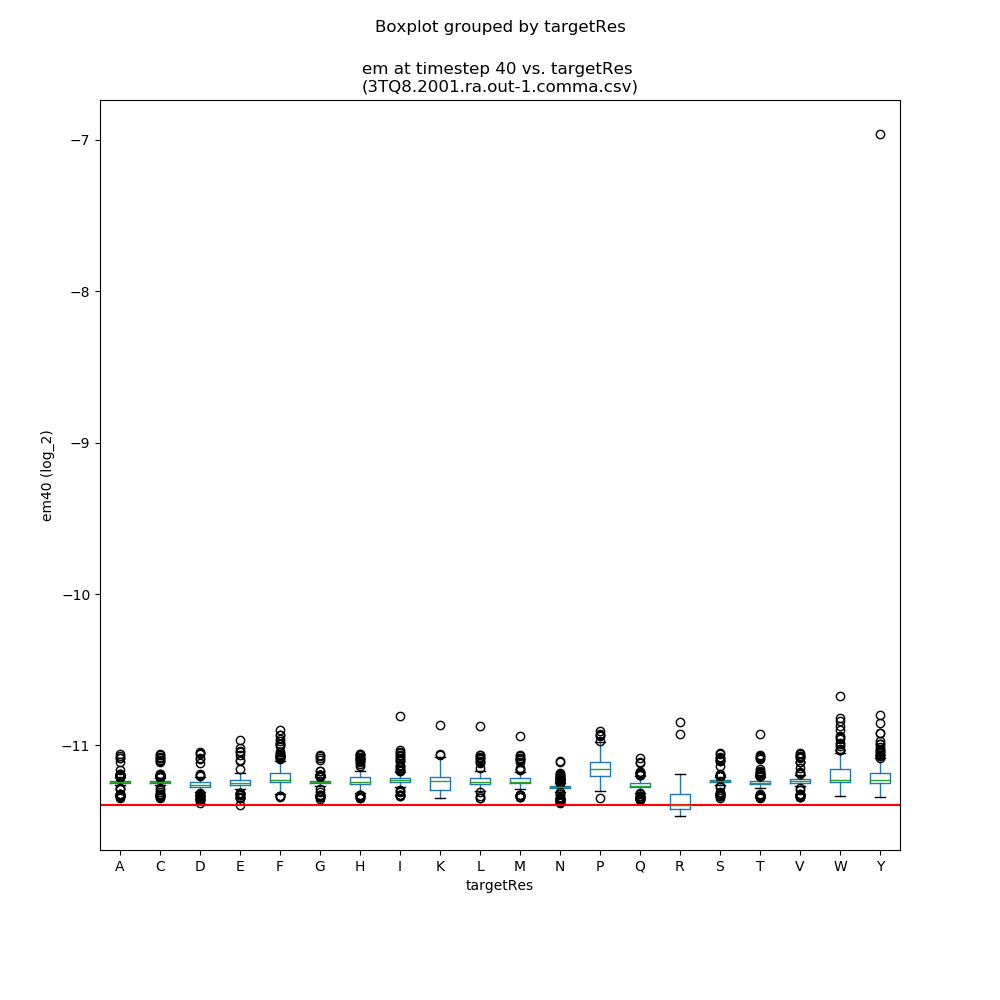 Boxplot grouped by targetRes
em at timestep 40 vs. targetRes
(3TQ8.2001.ra.out-1.comma.csv)
−7
−8
−9
−10
−11
em40 (log_2)
A C D E F G H I K L M N P Q R S T V W Y
targetRes